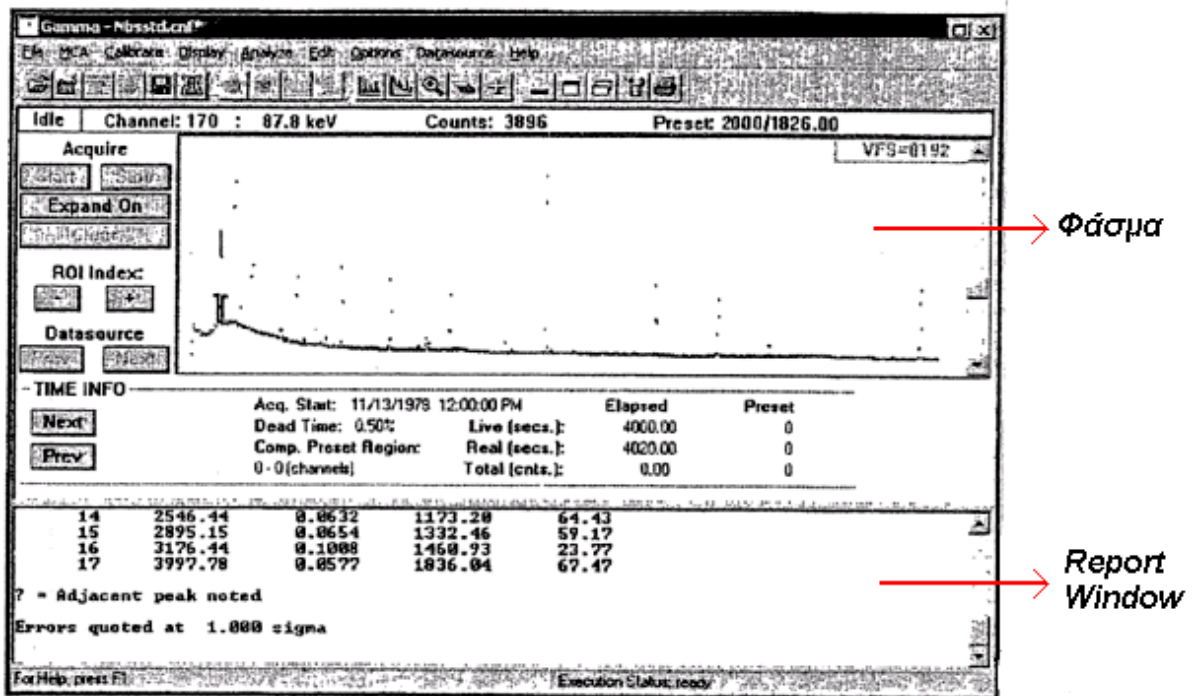 Gamma - Nbsstd.cnf*
File MCA Calibrate Display Analyze Edit Options Datasource Help
Idle Channel: 170 : 87.8 keV Counts: 3896 Preset: 2000/1826.00
Acquire
VFS=8192
Start
Expand On
ROI Index:
- +
Datasource
Prev Next
Φάσμα
TIME INFO
Next
Prev
Acq. Start: 11/13/1978 12:00:00 PM Elapsed Preset
Dead Time: 0.50% Live (secs.): 4000.00 0
Comp. Preset Region: Real (secs.): 4020.00 0
0 - 0 (channels) Total (cnts.): 0.00 0
14 2546.44 0.0632 1173.20 64.43
15 2895.15 0.0654 1332.46 59.17
16 3176.44 0.1008 1460.93 23.77
17 3997.78 0.0577 1836.04 67.47
? = Adjacent peak noted
Errors quoted at 1.000 sigma
Report
Window
For Help, press F1 Execution Status: ready